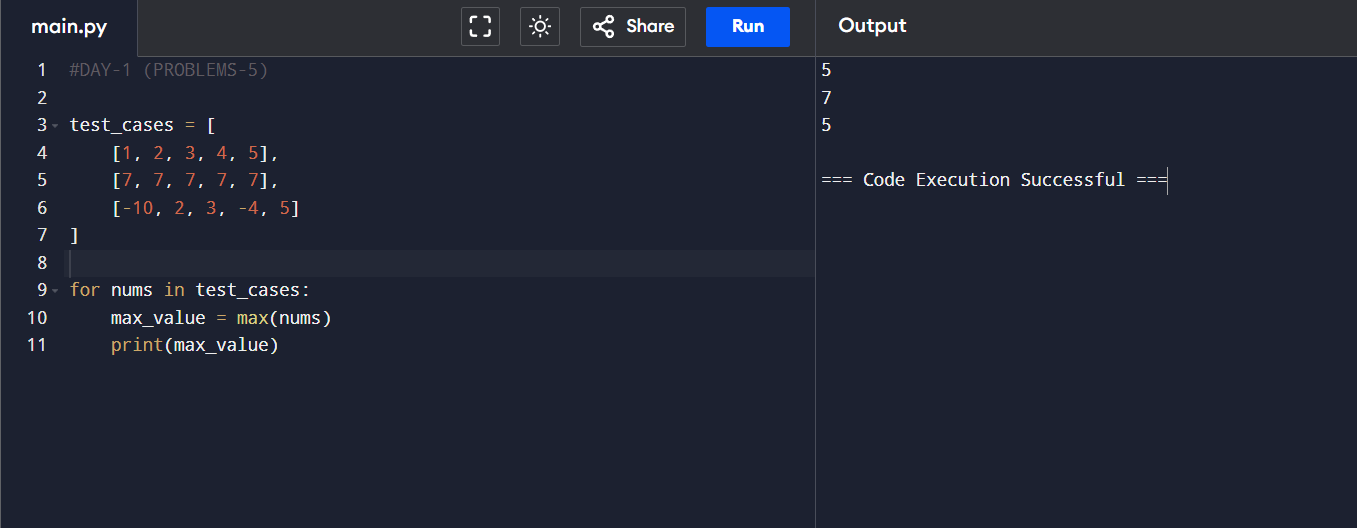 main.py
Share
Run
Output
1 #DAY-1 (PROBLEMS-5)
2
3 test_cases = [
4     [1, 2, 3, 4, 5],
5     [7, 7, 7, 7, 7],
6     [-10, 2, 3, -4, 5]
7 ]
8
9 for nums in test_cases:
10     max_value = max(nums)
11     print(max_value)
5
7
5
=== Code Execution Successful ===